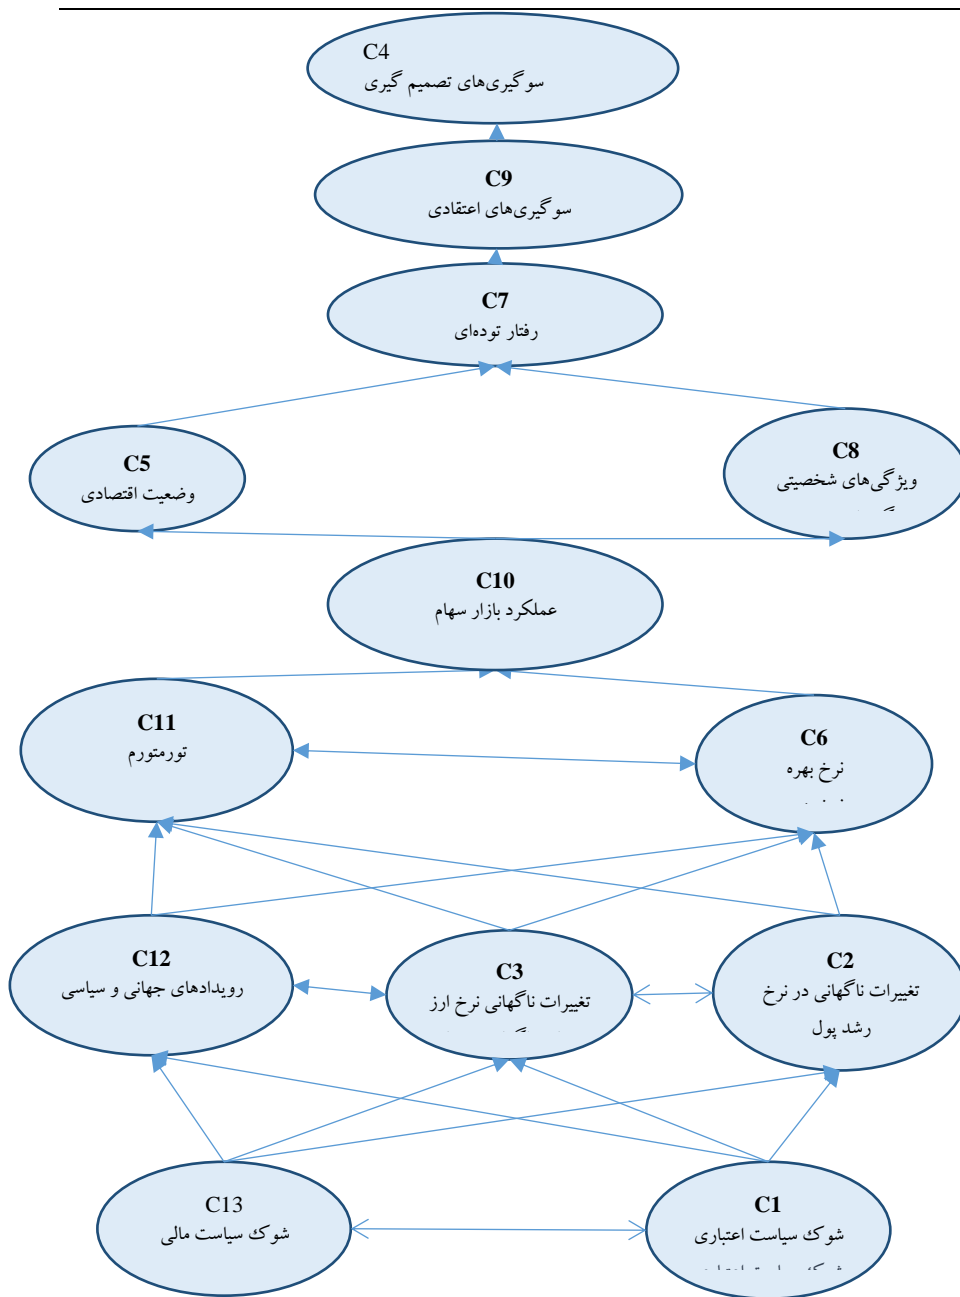 C4
سوگیری‌های تصمیم گیری
C9
سوگیری‌های اعتقادی
C7
رفتار توده‌ای
C5
وضعیت اقتصادی
C8
ویژگی‌های شخصیتی
C10
عملکرد بازار سهام
C11
تورمتورم
C6
نرخ بهره
C12
رویدادهای جهانی و سیاسی
C3
تغییرات ناگهانی نرخ ارز
C2
تغییرات ناگهانی در نرخ
رشد پول
C13
شوک سیاست مالی
C1
شوک سیاست اعتباری